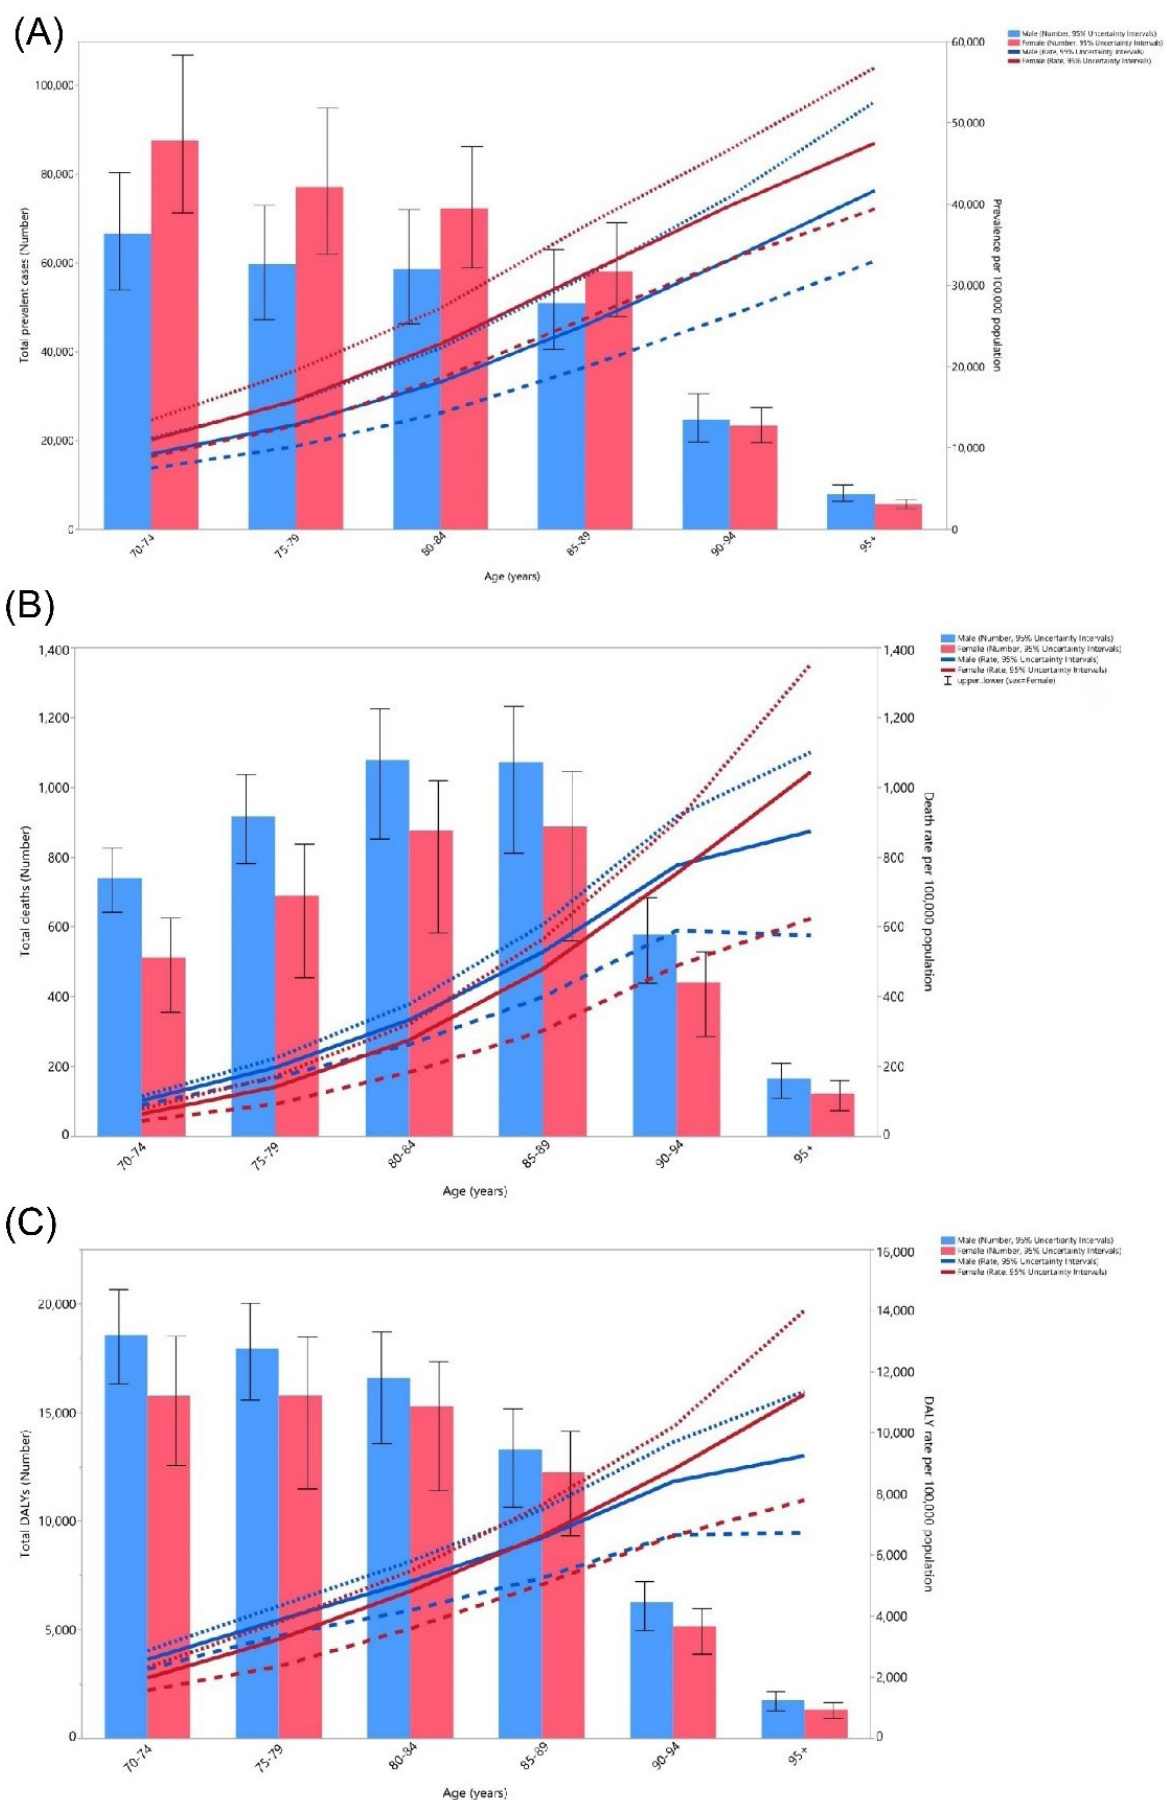 (A)
Male (Number, 95% Uncertainty Intervals)
Female (Number, 95% Uncertainty Intervals)
Male (Rate, 95% Uncertainty Intervals)
Female (Rate, 95% Uncertainty Intervals)
Total prevalent cases (Number)
100,000
80,000
60,000
40,000
20,000
0
60,000
50,000
40,000
30,000
20,000
10,000
0
Prevalence per 100,000 population
70-74
75-79
80-84
85-89
90-94
95+
Age (years)
(B)
Male (Number, 95% Uncertainty Intervals)
Female (Number, 95% Uncertainty Intervals)
Male (Rate, 95% Uncertainty Intervals)
Female (Rate, 95% Uncertainty Intervals)
upper..lower (sex=Female)
Total deaths (Number)
1,400
1,200
1,000
800
600
400
200
0
1,400
1,200
1,000
800
600
400
200
0
Death rate per 100,000 population
70-74
75-79
80-84
85-89
90-94
95+
Age (years)
(C)
Male (Number, 95% Uncertainty Intervals)
Female (Number, 95% Uncertainty Intervals)
Male (Rate, 95% Uncertainty Intervals)
Female (Rate, 95% Uncertainty Intervals)
Total DALYs (Number)
20,000
15,000
10,000
5,000
0
16,000
14,000
12,000
10,000
8,000
6,000
4,000
2,000
0
DALY rate per 100,000 population
70-74
75-79
80-84
85-89
90-94
95+
Age (years)